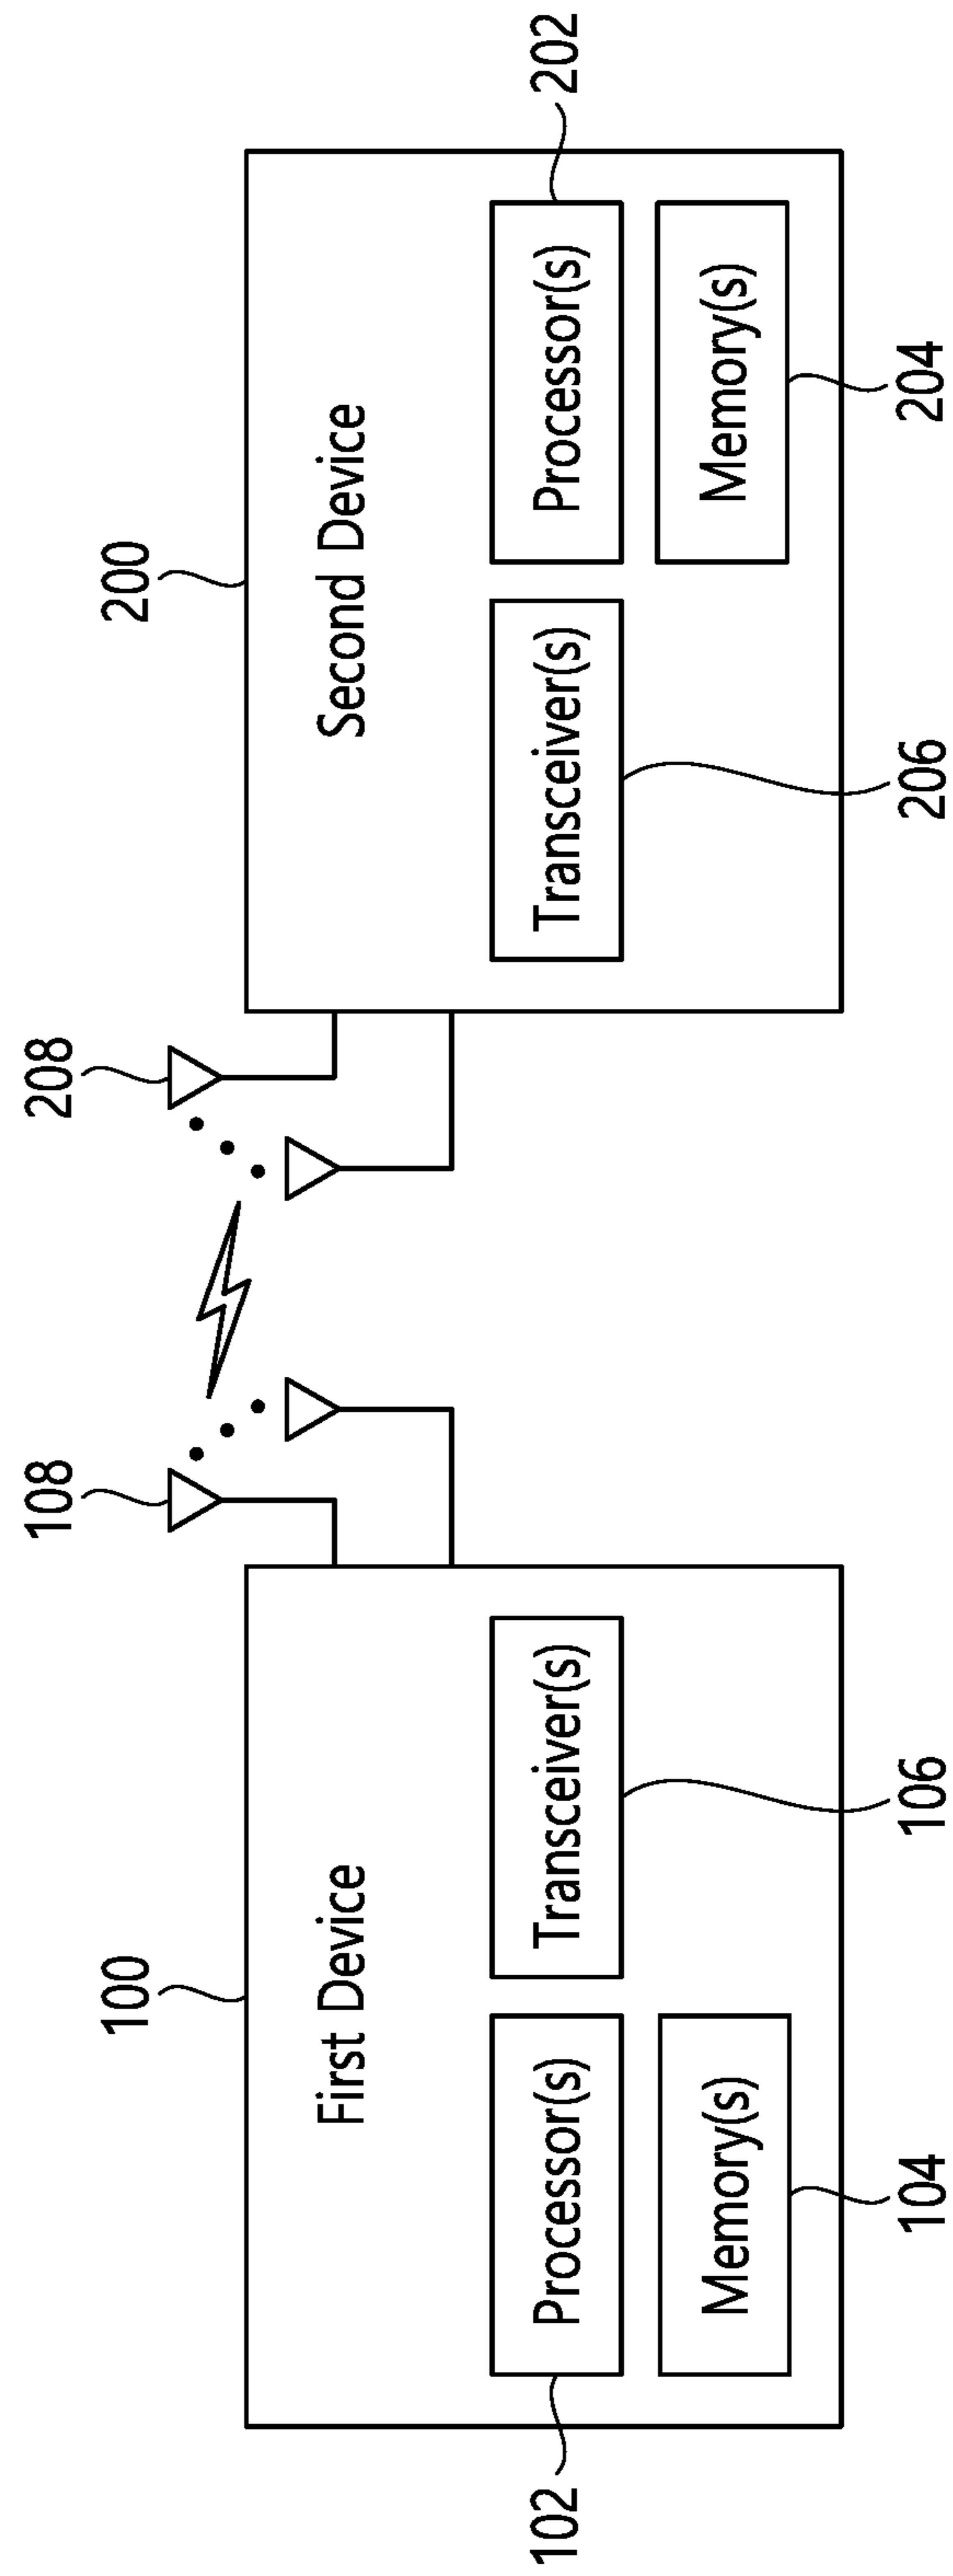 108
208
100
200
First Device
Second Device
102
Processor(s)
Transceiver(s)
Transceiver(s)
Processor(s)
202
Memory(s)
Memory(s)
104
106
206
204